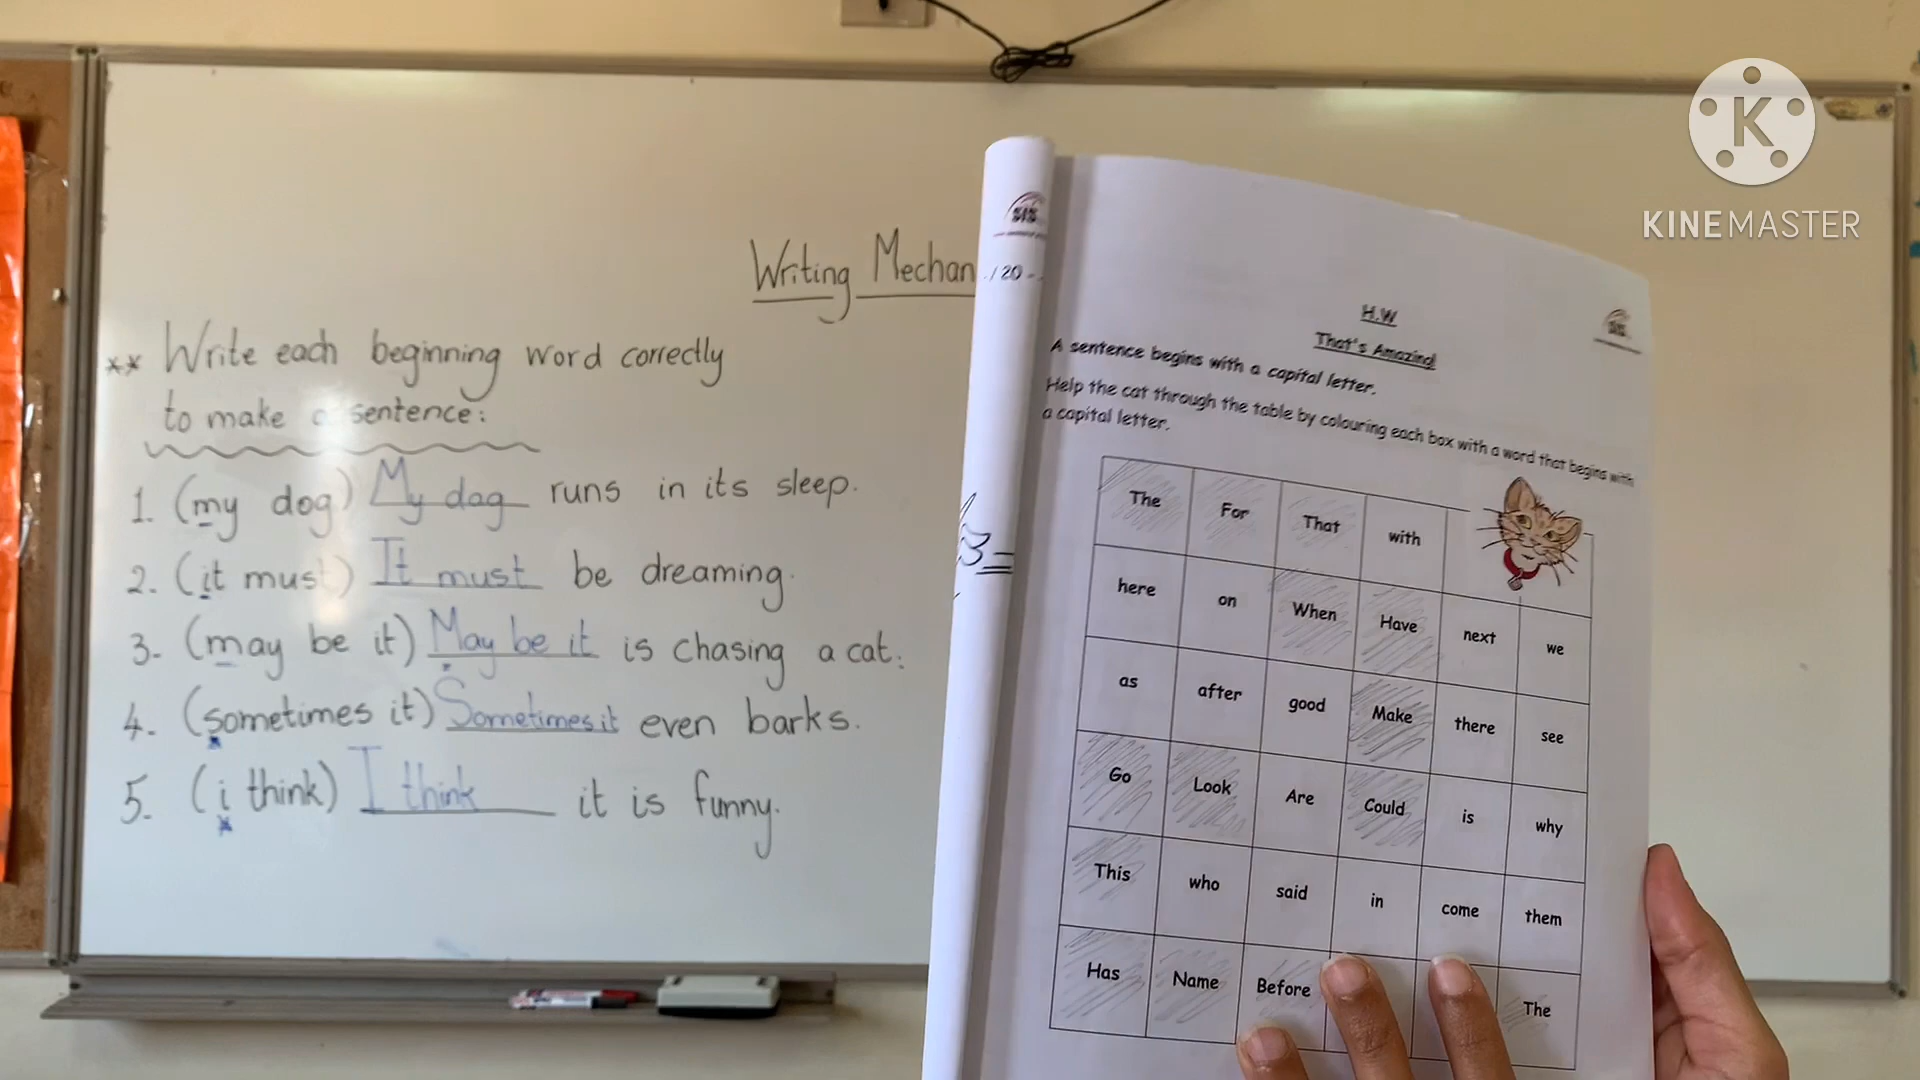 Writing Mechan
** Write each beginning word correctly
to make a sentence:
1. (my dog) My dog runs in its sleep.
2. (it must) It must be dreaming.
3. (may be it) May be it is chasing a cat.
4. (sometimes it) Sometimes it even barks.
5. (i think) I think it is funny.
SIS
/ 20
H.W
SIS
That's Amazing!
A sentence begins with a capital letter.
Help the cat through the table by colouring each box with a word that begins with
a capital letter.
The For That with
here on When Have next we
as after good Make there see
Go Look Are Could is why
This who said in come them
Has Name Before The
K
KINEMASTER